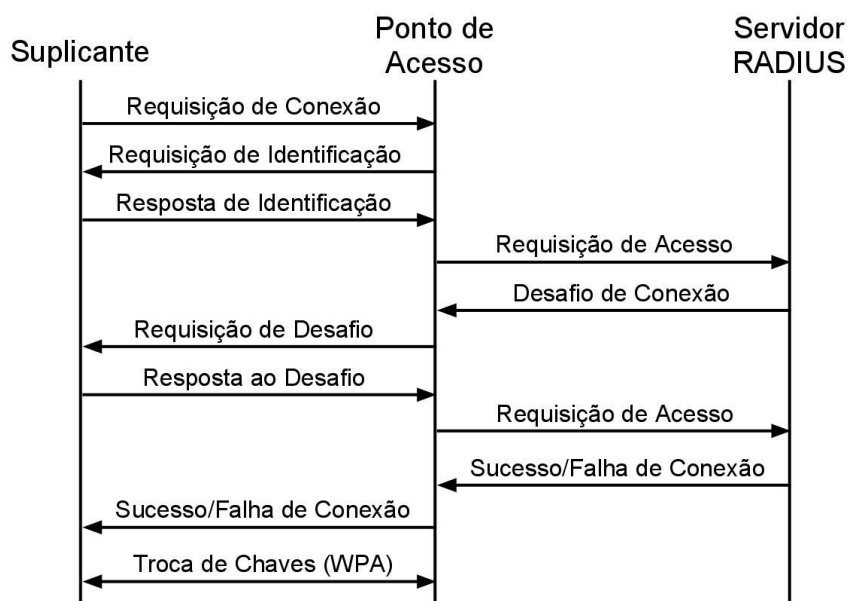 Suplicante
Ponto de
Acesso
Servidor
RADIUS
Requisição de Conexão
Requisição de Identificação
Resposta de Identificação
Requisição de Acesso
Desafio de Conexão
Requisição de Desafio
Resposta ao Desafio
Requisição de Acesso
Sucesso/Falha de Conexão
Sucesso/Falha de Conexão
Troca de Chaves (WPA)